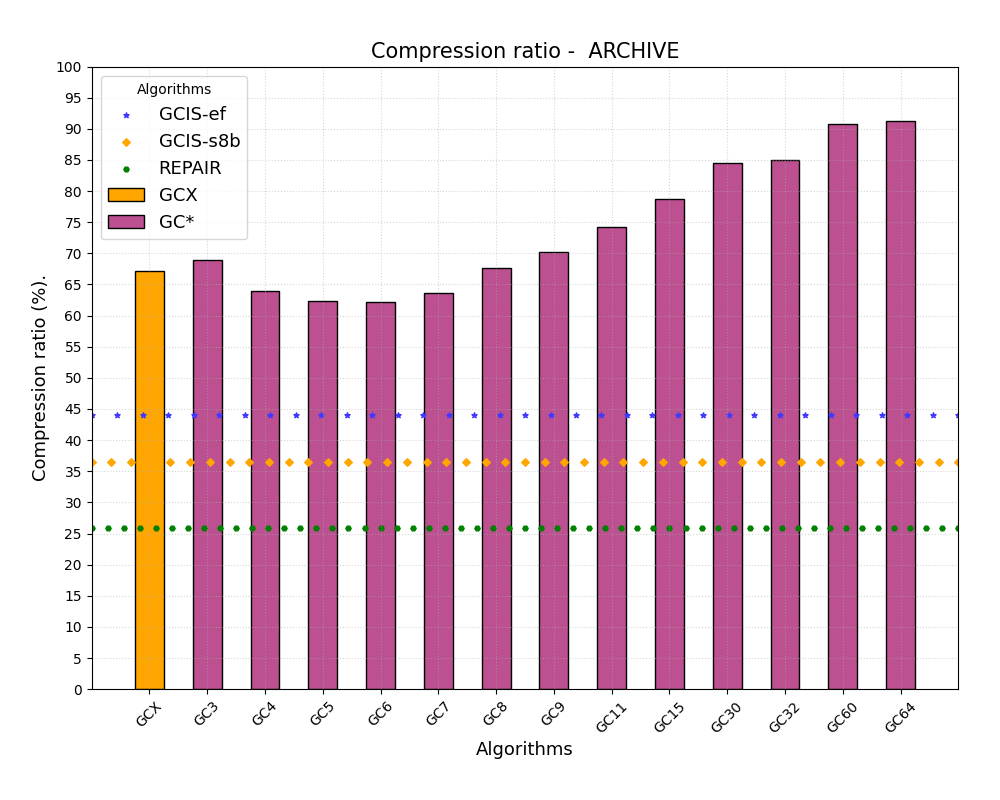 Compression ratio -  ARCHIVE
Compression ratio (%).
100
95
90
85
80
75
70
65
60
55
50
45
40
35
30
25
20
15
10
5
0
Algorithms
GCIS-ef
GCIS-s8b
REPAIR
GCX
GC*
GCX
GC3
GC4
GC5
GC6
GC7
GC8
GC9
GC11
GC15
GC30
GC32
GC60
GC64
Algorithms